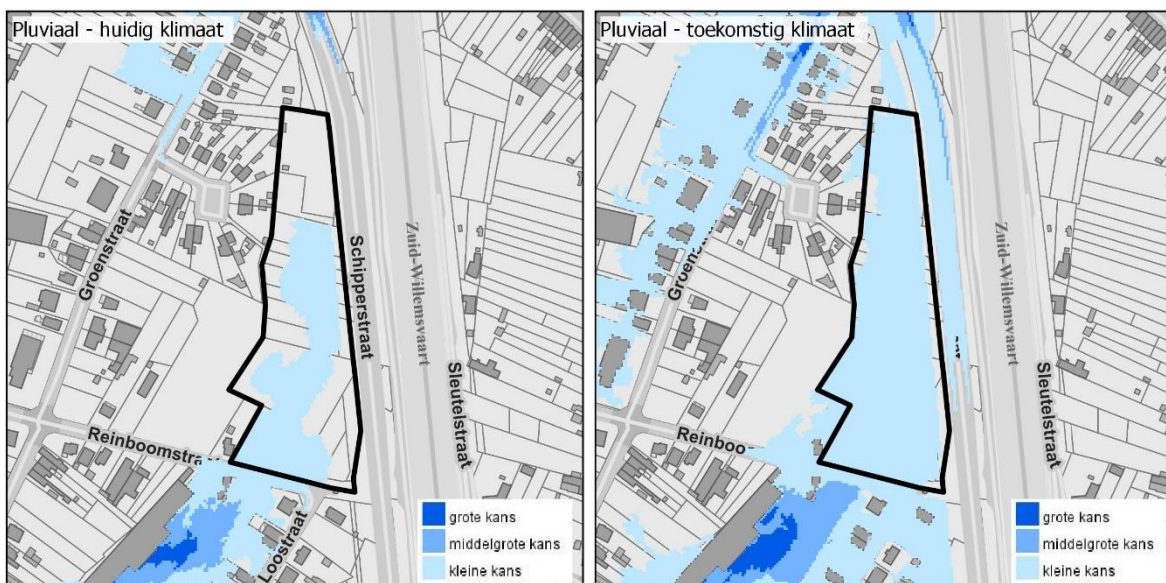 Pluviaal - huidig klimaat
Groenstraat
Schipperstraat
Zuid-Willemsvaart
Sleutelstraat
Reinboomstra
Loostraat
grote kans
middelgrote kans
kleine kans
Pluviaal - toekomstig klimaat
Groens
Zuid-Willemsvaart
Sleutelstraat
Reinboo
grote kans
middelgrote kans
kleine kans